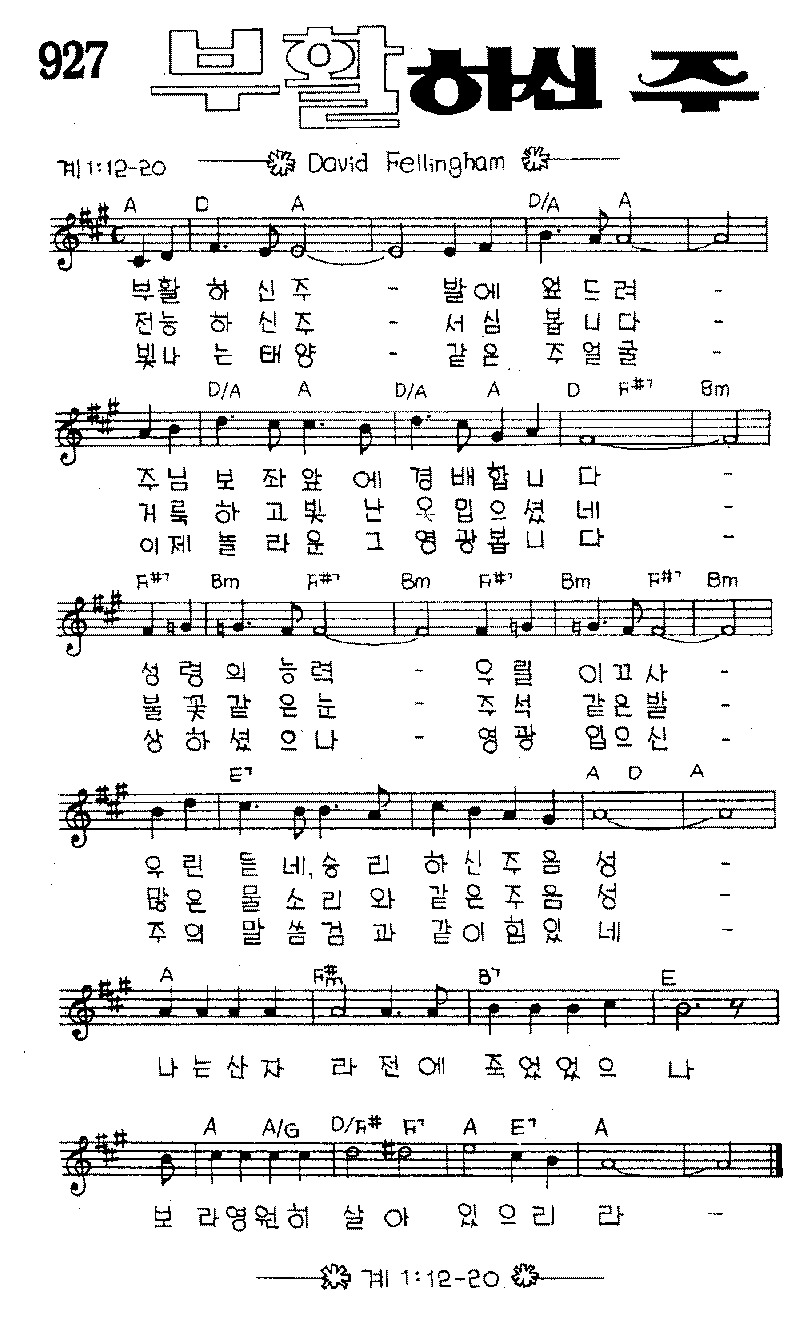 927 부활하신 주
계1:12-20 David Fellingham
A D A D/A A
부활 하 신 주 - 발에 엎 드 려 -
전능 하 신 주 - 서 심 봅 니 다 -
빛나 는 태 양 - 같 은 주 얼 굴 -
D/A A D/A A D F#7 Bm
주 님 보 좌 앞 에 경 배 합 니 다 -
거 룩 하 고 빛 난 옷 입 으 셨 네 -
이 제 놀 라 운 그 영 광 봅 니 다 -
F#7 Bm F#7 Bm F#7 Bm F#7 Bm
성 령 의 능 력 - 우 릴 이 끄 사 -
불 꽃 같 은 눈 - 주 석 같 은 발 -
상 하 셨 으 나 - 영 광 입 으 신 -
E7 A D A
우 린 듣 네, 승 리 하 신 주 음 성 -
많 은 물 소 리 와 같 은 주 음 성 -
주 의 말 씀 검 과 같 이 힘 있 네 -
A F#m B7 E
나 는 산 자 라 전 에 죽 었 었 으 나
A A/G D/F# F7 A E7 A
보 라 영 원 히 살 아 있 으 리 라 -
계 1:12-20